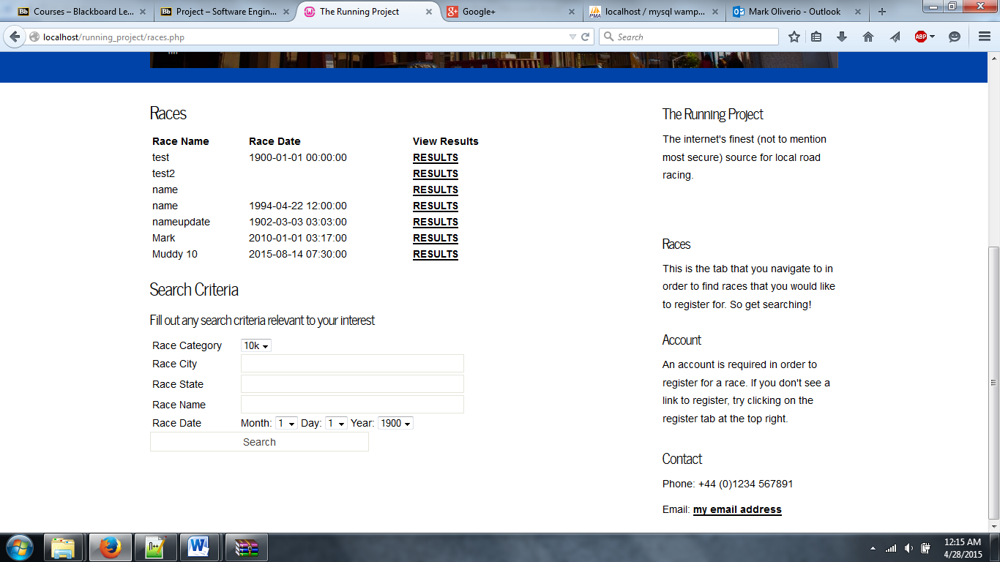 Courses – Blackboard Le...
Project – Software Engin...
The Running Project
Google+
localhost / mysql wamp...
Mark Oliverio - Outlook
localhost/running_project/races.php
Search
ABP
Races
Race Name Race Date View Results
test 1900-01-01 00:00:00 RESULTS
test2 RESULTS
name RESULTS
name 1994-04-22 12:00:00 RESULTS
nameupdate 1902-03-03 03:03:00 RESULTS
Mark 2010-01-01 03:17:00 RESULTS
Muddy 10 2015-08-14 07:30:00 RESULTS
Search Criteria
Fill out any search criteria relevant to your interest
Race Category 10k
Race City
Race State
Race Name
Race Date Month: 1 Day: 1 Year: 1900
Search
The Running Project
The internet's finest (not to mention
most secure) source for local road
racing.
Races
This is the tab that you navigate to in
order to find races that you would like
to register for. So get searching!
Account
An account is required in order to
register for a race. If you don't see a
link to register, try clicking on the
register tab at the top right.
Contact
Phone: +44 (0)1234 567891
Email: my email address
12:15 AM
4/28/2015